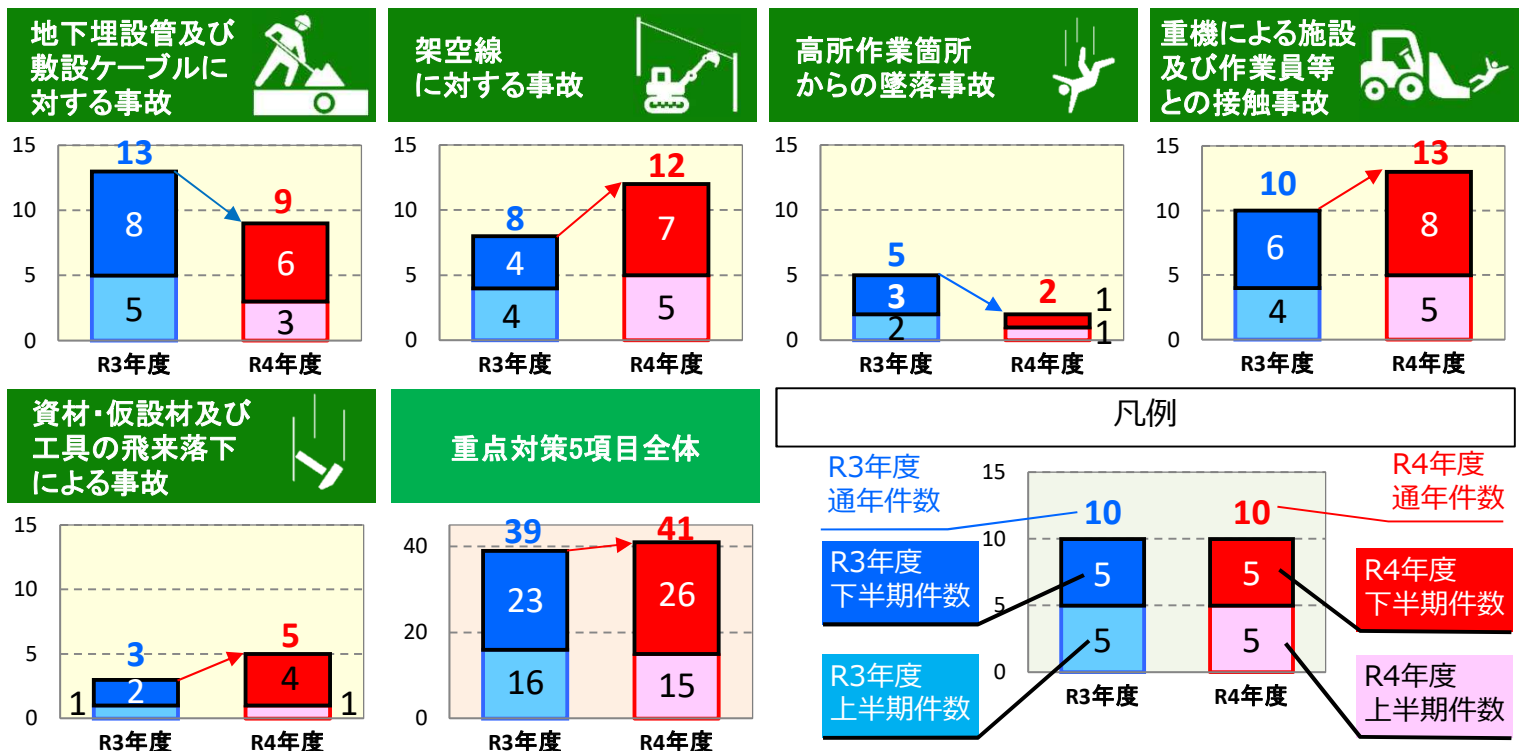 地下埋設管及び
敷設ケーブルに
対する事故
15
10
5
0
13
8
5
9
6
3
R3年度
R4年度
架空線
に対する事故
15
10
5
0
8
4
4
12
7
5
R3年度
R4年度
高所作業箇所
からの墜落事故
15
10
5
0
5
3
2
2
1
1
R3年度
R4年度
重機による施設
及び作業員等
との接触事故
15
10
5
0
10
6
4
13
8
5
R3年度
R4年度
資材・仮設材及び
工具の飛来落下
による事故
15
10
5
0
3
2
1
5
4
1
R3年度
R4年度
重点対策5項目全体
40
20
0
39
23
16
41
26
15
R3年度
R4年度
凡例
R3年度
通年件数
R3年度
下半期件数
R3年度
上半期件数
15
10
5
0
10
5
5
10
5
5
R3年度
R4年度
R4年度
通年件数
R4年度
下半期件数
R4年度
上半期件数